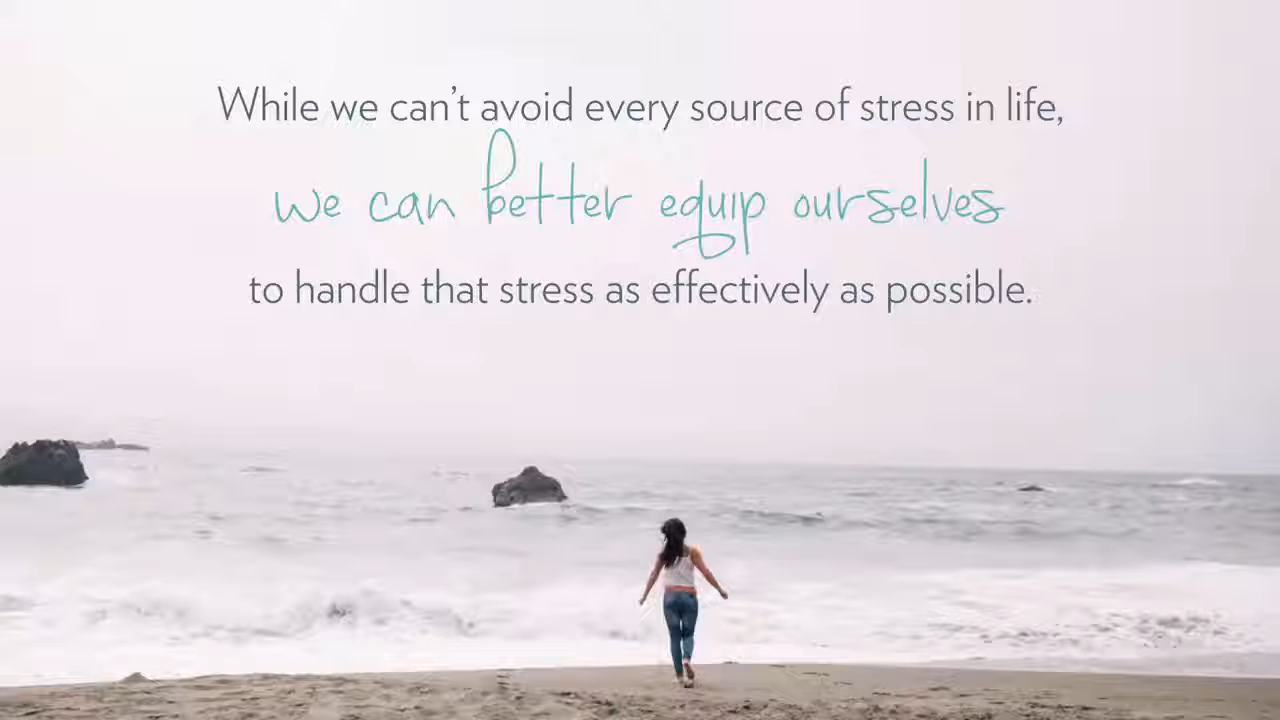 While we can't avoid every source of stress in life,
we can better equip ourselves
to handle that stress as effectively as possible.